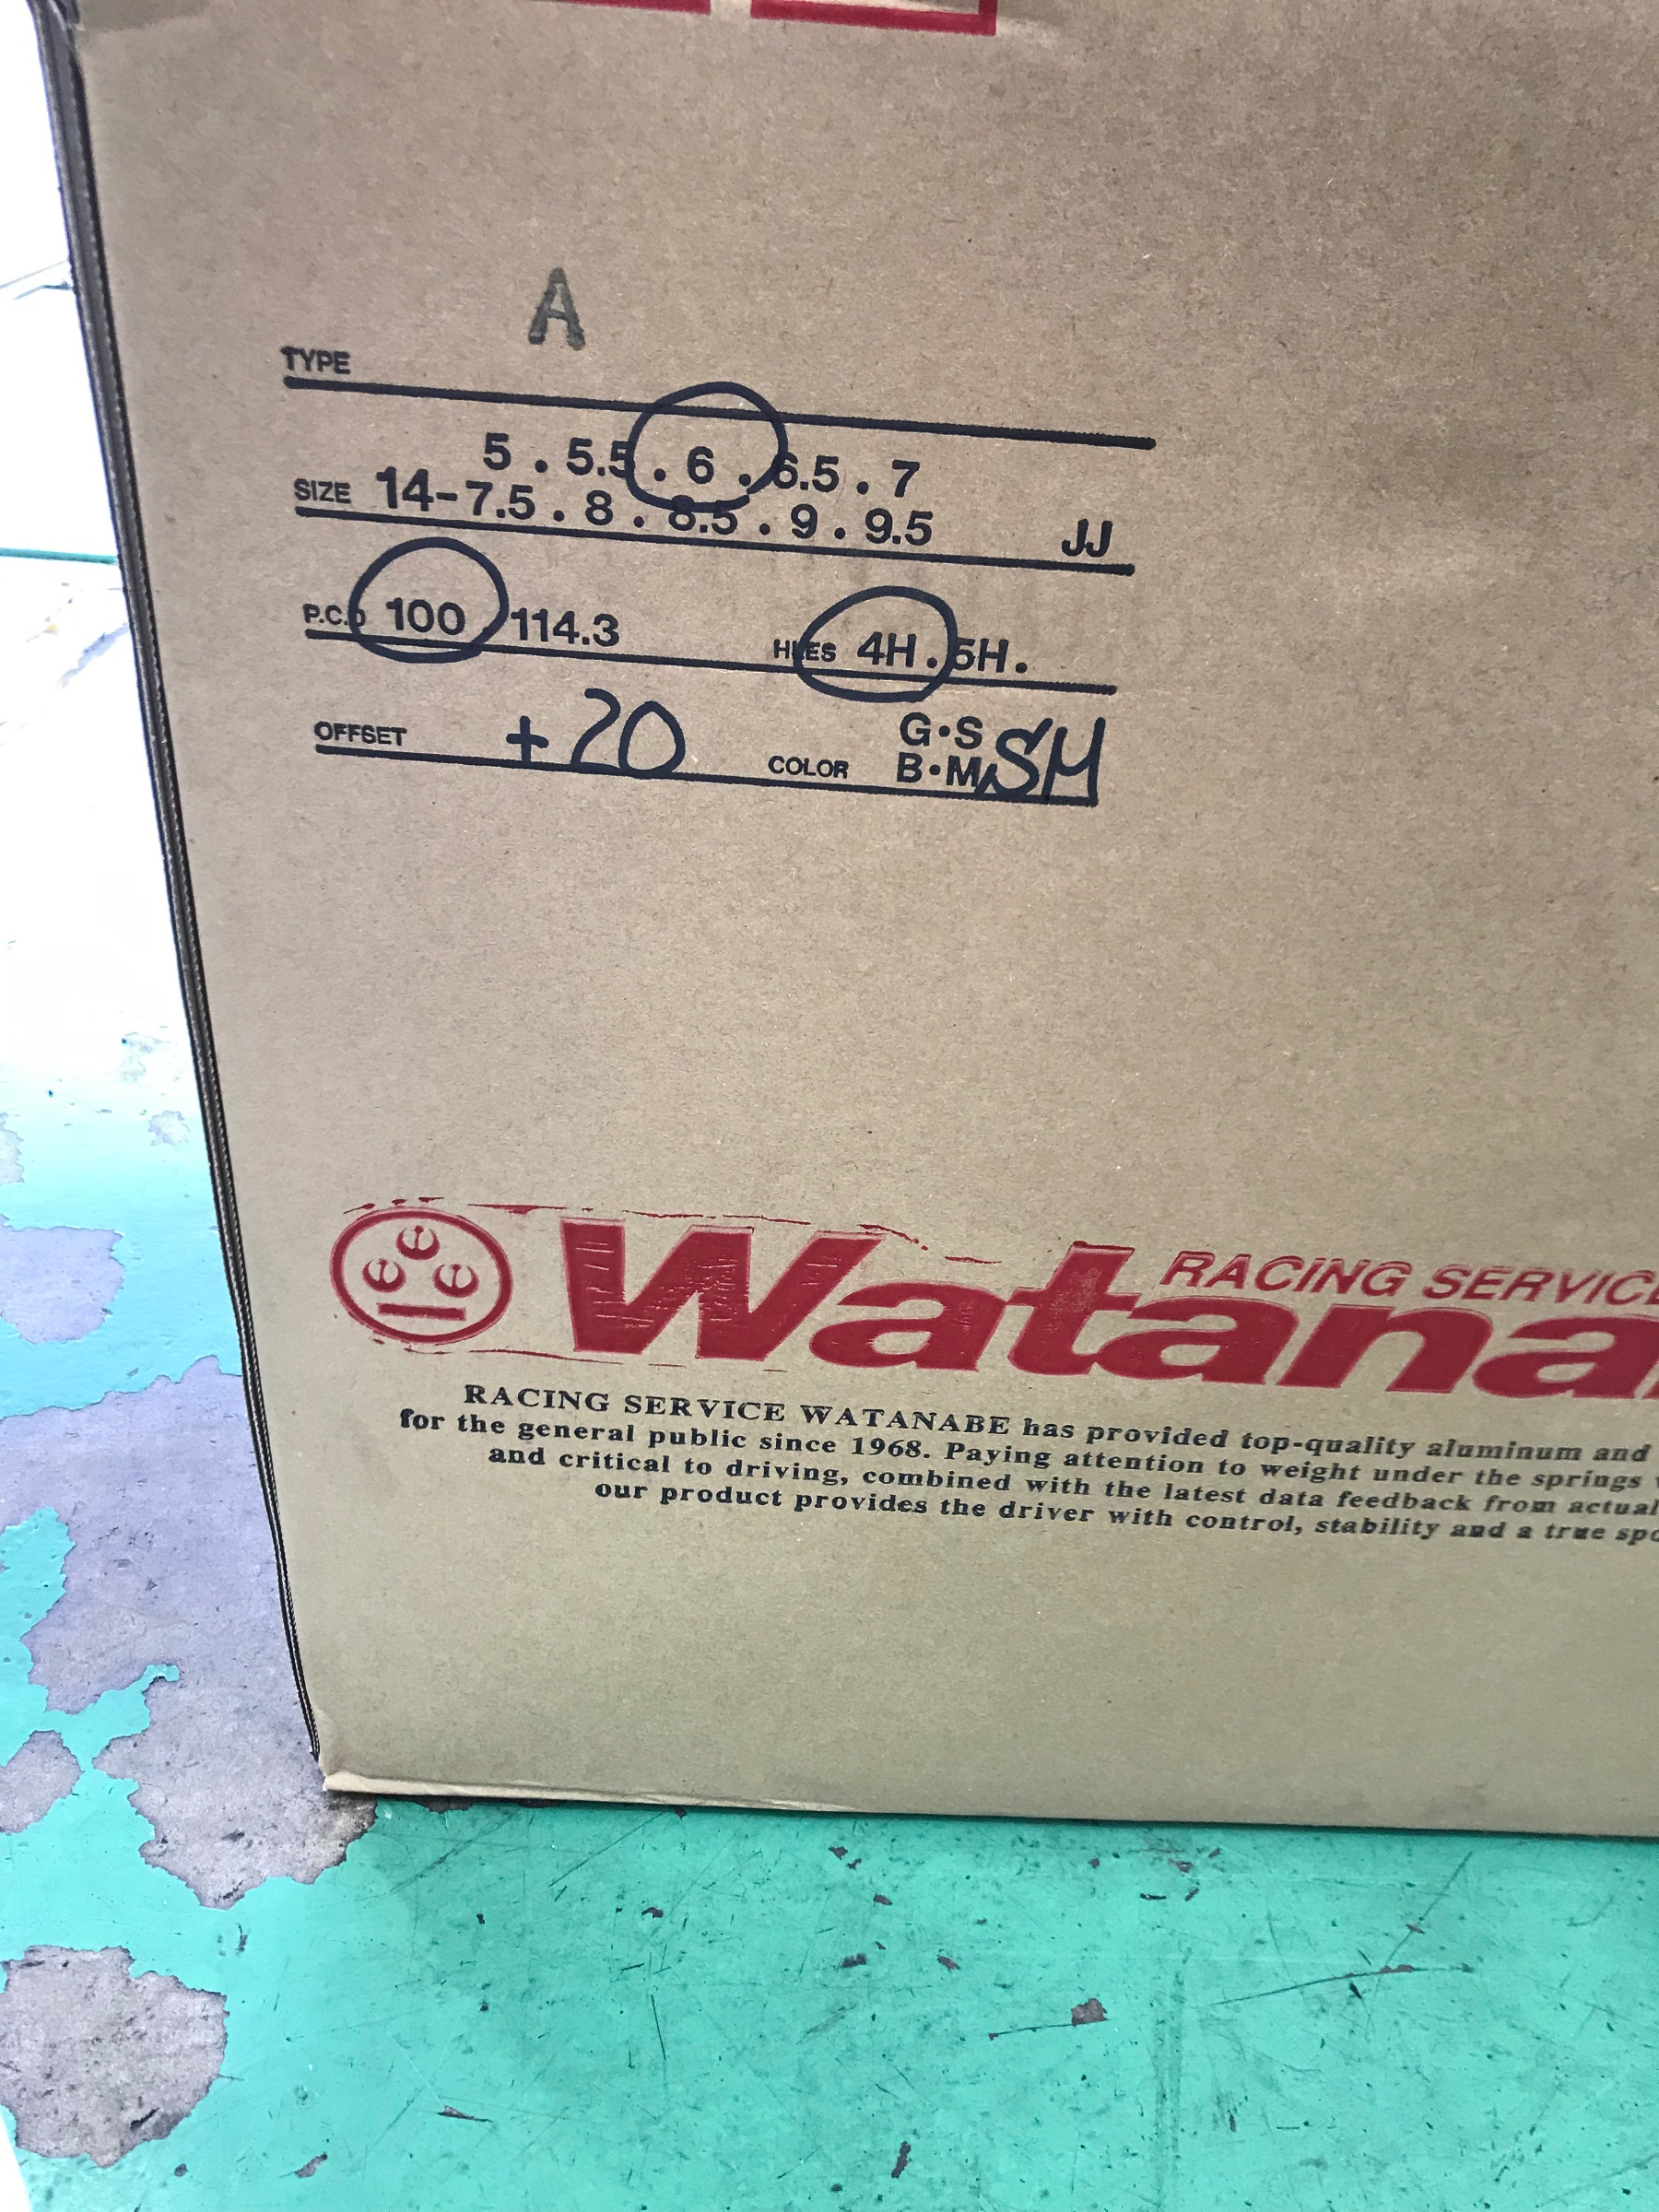 A
TYPE
5 . 5.5 . 6 . 6.5 . 7
SIZE 14-7.5 . 8 . 8.5 . 9 . 9.5 JJ
P.C.D 100 114.3 HLES 4H . 5H .
OFFSET +20 COLOR G•S
B•M SM
RACING SERVICE
Watana
RACING SERVICE WATANABE has provided top-quality aluminum and
for the general public since 1968. Paying attention to weight under the springs
and critical to driving, combined with the latest data feedback from actual
our product provides the driver with control, stability and a true spo